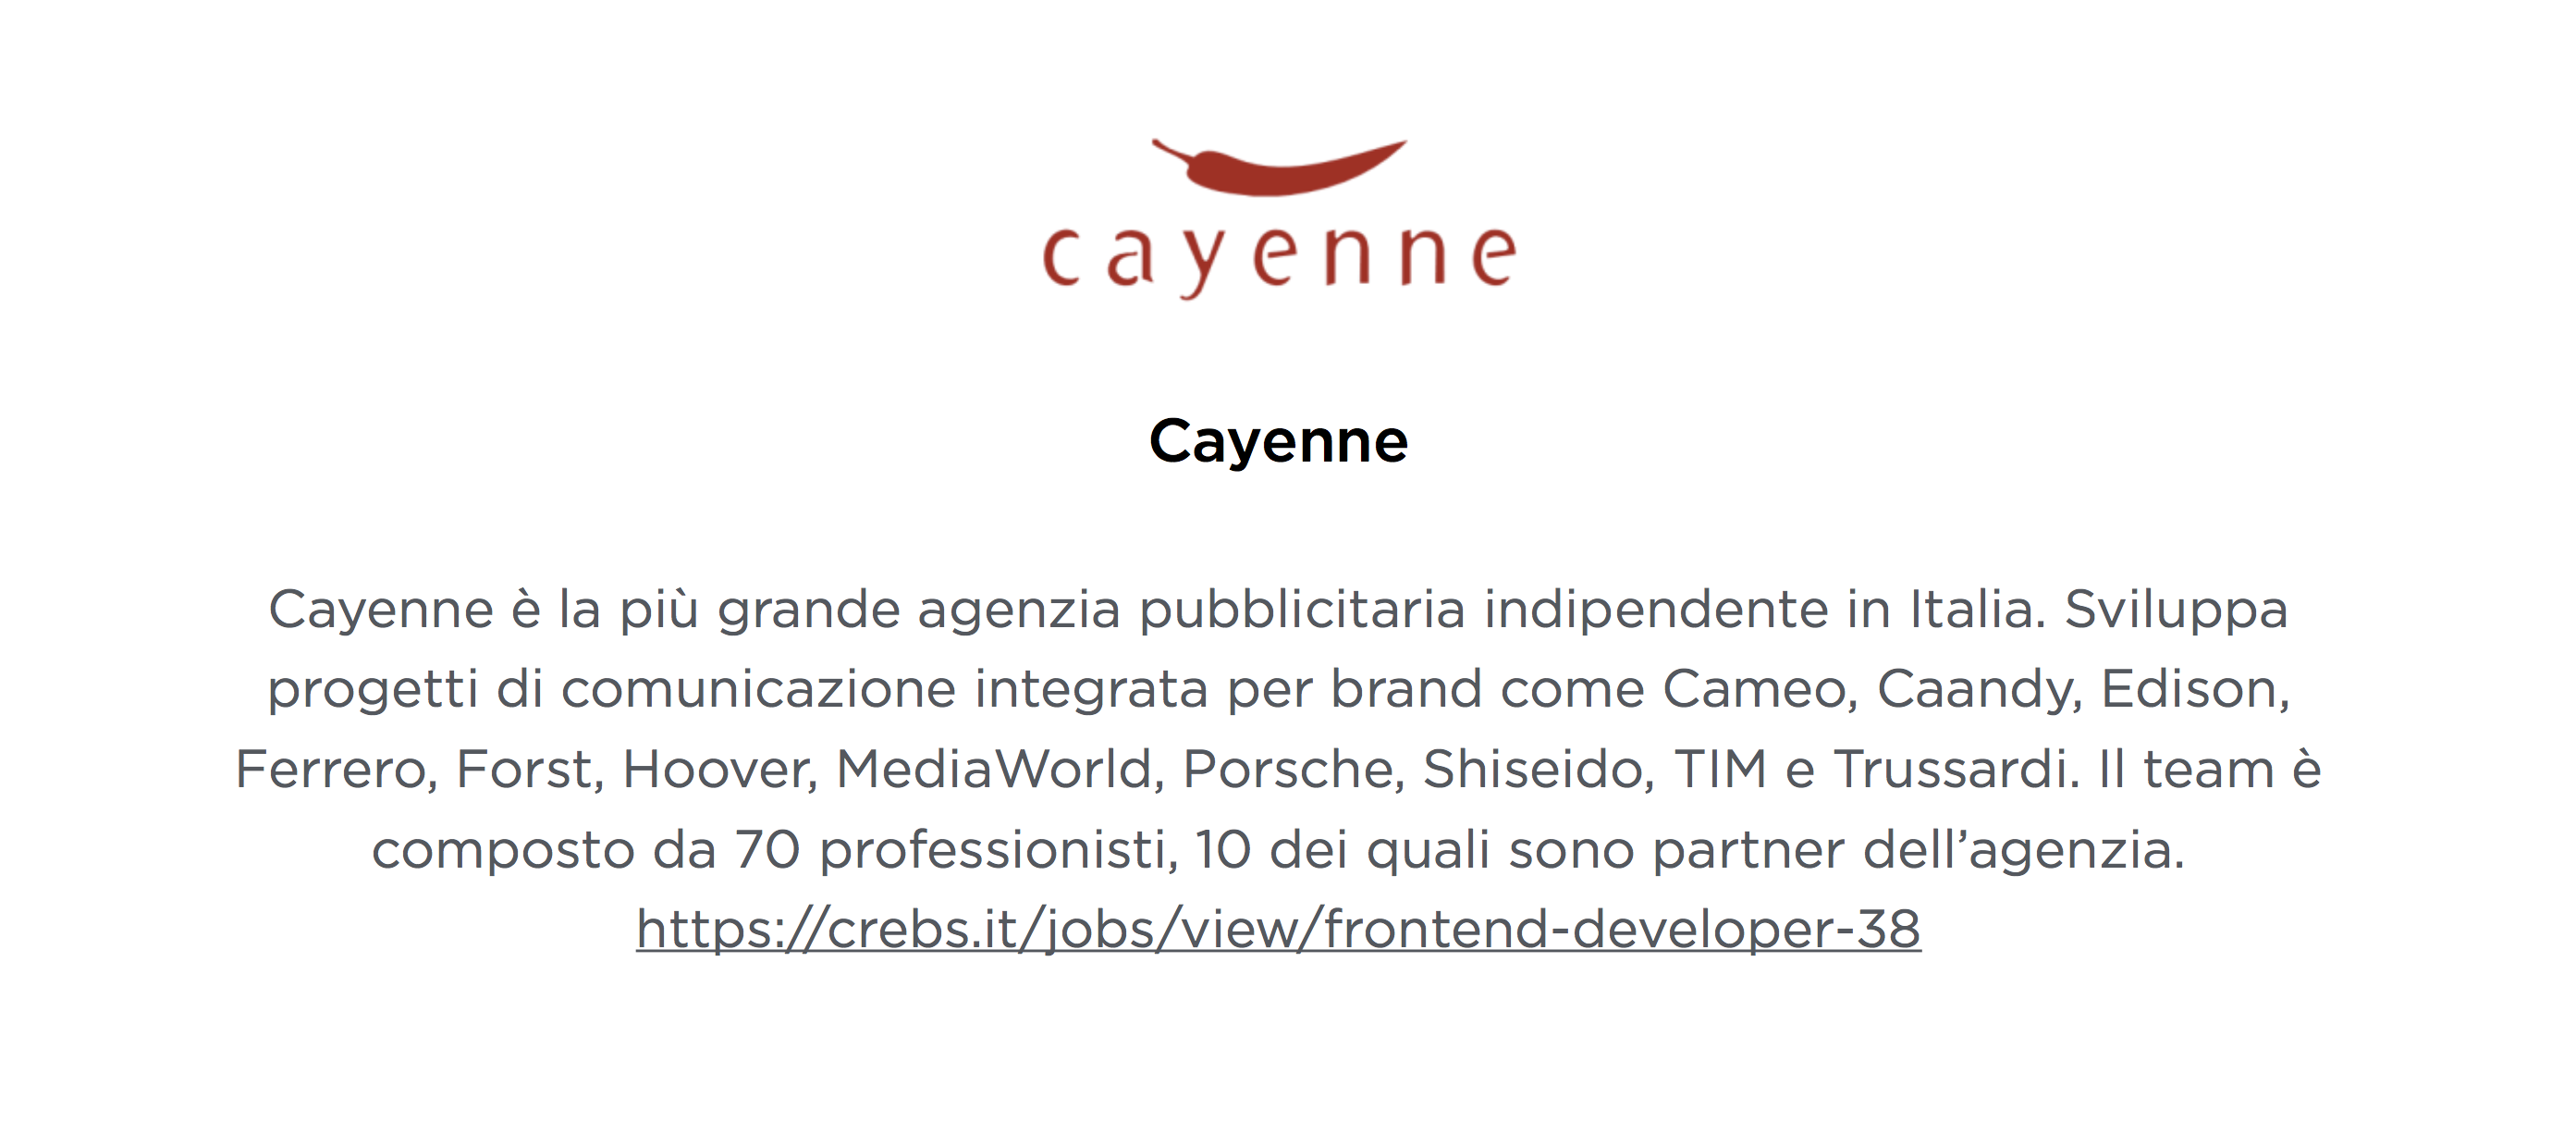 cayenne
Cayenne
Cayenne è la più grande agenzia pubblicitaria indipendente in Italia. Sviluppa
progetti di comunicazione integrata per brand come Cameo, Caandy, Edison,
Ferrero, Forst, Hoover, MediaWorld, Porsche, Shiseido, TIM e Trussardi. Il team è
composto da 70 professionisti, 10 dei quali sono partner dell’agenzia.
https://crebs.it/jobs/view/frontend-developer-38